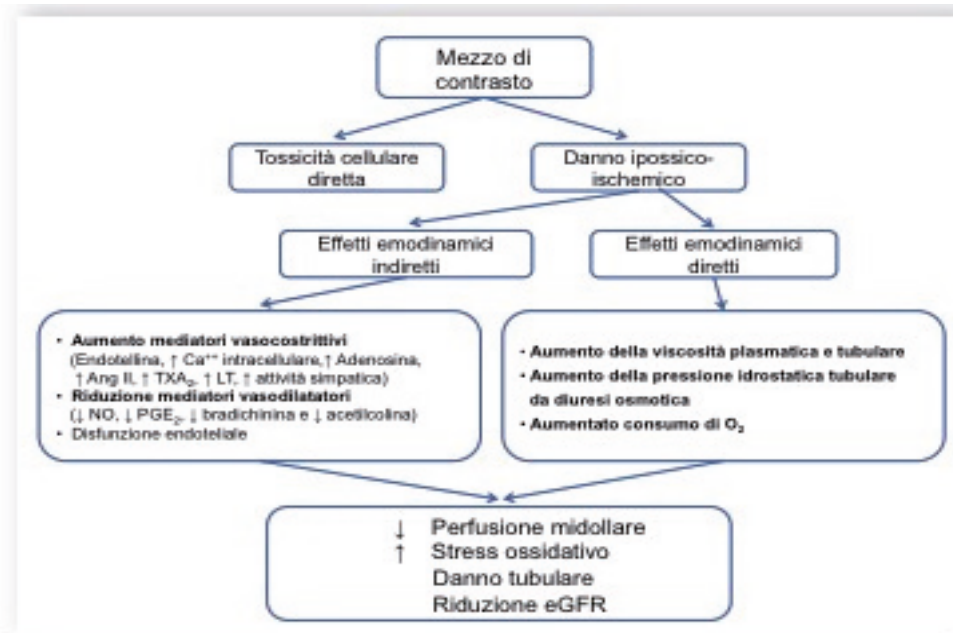 Mezzo di
contrasto
Tossicità cellulare
diretta
Danno ipossico-
ischemico
Effetti emodinamici
indiretti
Effetti emodinamici
diretti
• Aumento mediatori vasocostrittivi
(Endotellina, ↑ Ca⁺⁺ intracellulare,↑ Adenosina,
↑ Ang II, ↑ TXA₂, ↑ LT, ↑ attività simpatica)
• Riduzione mediatori vasodilatatori
(↓ NO, ↓ PGE₂, ↓ bradichinina e ↓ acetilcolina)
• Disfunzione endoteliale
• Aumento della viscosità plasmatica e tubulare
• Aumento della pressione idrostatica tubulare
da diuresi osmotica
• Aumentato consumo di O₂
↓ Perfusione midollare
↑ Stress ossidativo
Danno tubulare
Riduzione eGFR